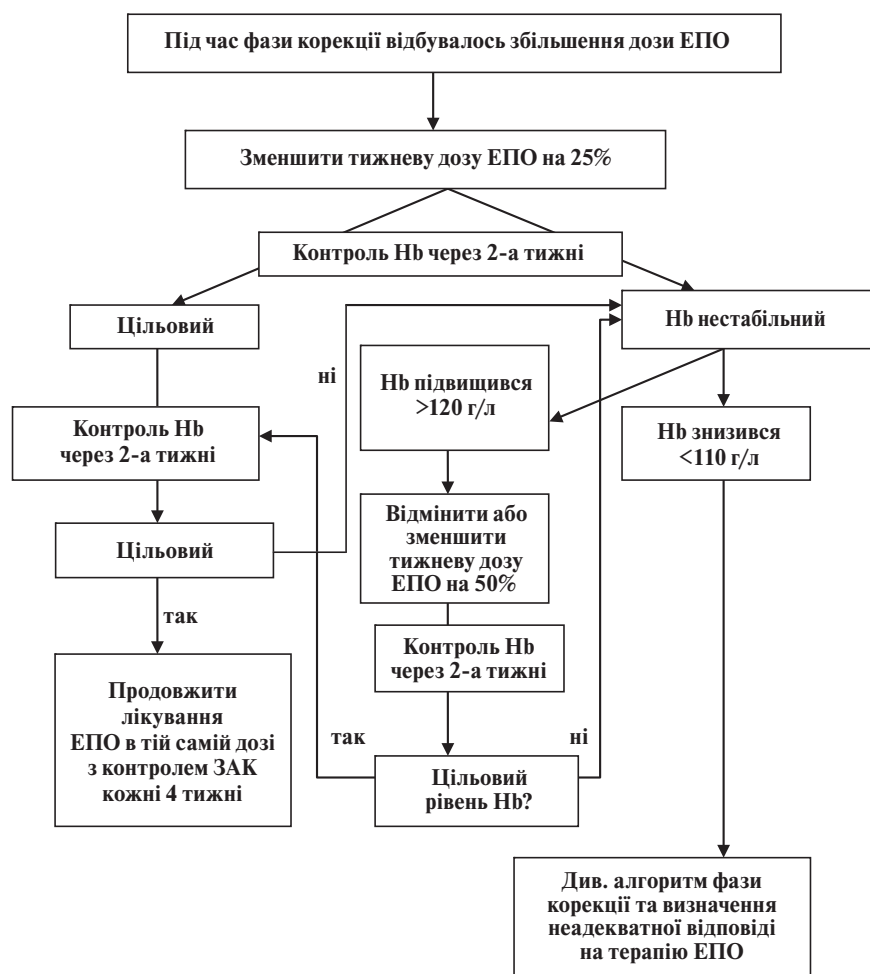 Під час фази корекції відбувалось збільшення дози ЕПО
Зменшити тижневу дозу ЕПО на 25%
Контроль Hb через 2-а тижні
Цільовий
Hb нестабільний
ні
Hb підвищився
>120 г/л
Hb знизився
<110 г/л
Контроль Hb
через 2-а тижні
Відмінити або
зменшити
тижневу дозу
ЕПО на 50%
Цільовий
так
Контроль Hb
через 2-а тижні
Продовжити
лікування
ЕПО в тій самій дозі
з контролем ЗАК
кожні 4 тижні
так
ні
Цільовий
рівень Hb?
Див. алгоритм фази
корекції та визначення
неадекватної відповіді
на терапію ЕПО